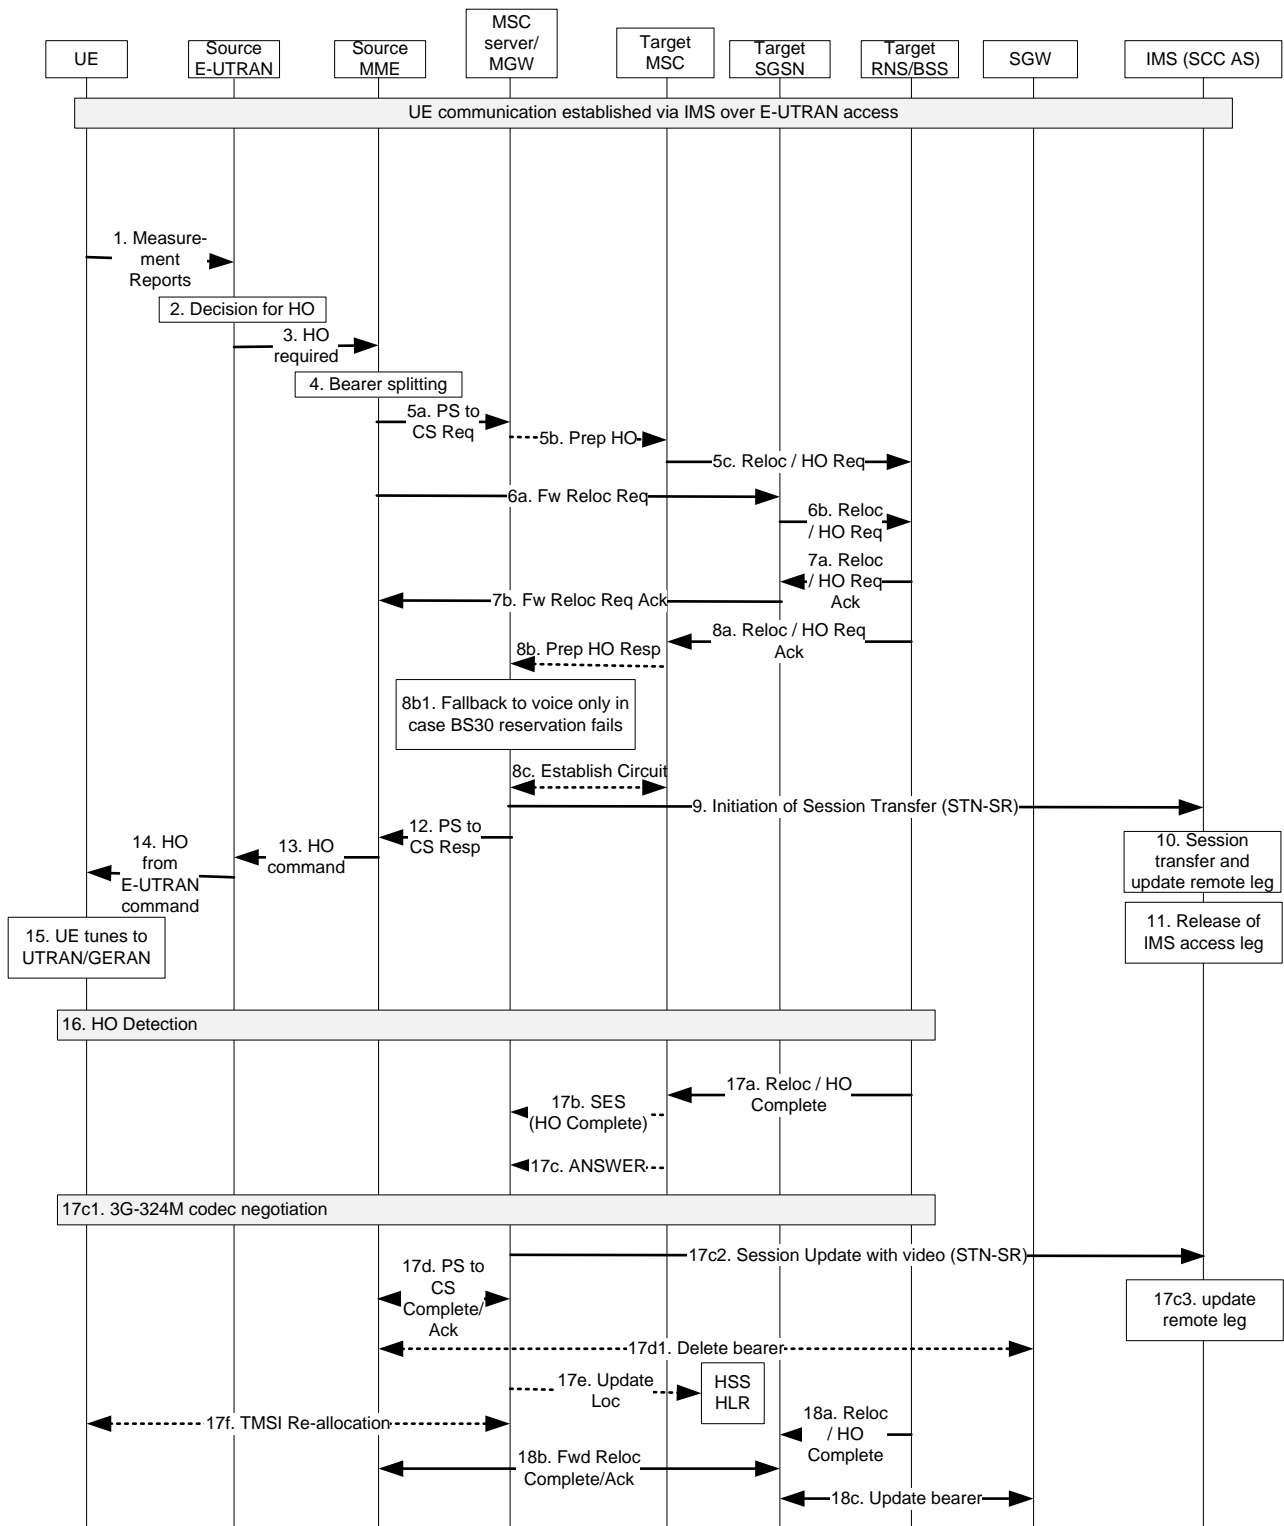 UE
Source
E-UTRAN
Source
MME
MSC
server/
MGW
Target
MSC
Target
SGSN
Target
RNS/BSS
SGW
IMS (SCC AS)
UE communication established via IMS over E-UTRAN access
1. Measure-
ment
Reports
2. Decision for HO
3. HO
required
4. Bearer splitting
5a. PS to
CS Req
5b. Prep HO
5c. Reloc / HO Req
6a. Fw Reloc Req
6b. Reloc
/ HO Req
7a. Reloc
/ HO Req
Ack
7b. Fw Reloc Req Ack
8a. Reloc / HO Req
Ack
8b. Prep HO Resp
8b1. Fallback to voice only in
case BS30 reservation fails
8c. Establish Circuit
9. Initiation of Session Transfer (STN-SR)
10. Session
transfer and
update remote leg
11. Release of
IMS access leg
12. PS to
CS Resp
13. HO
command
14. HO
from
E-UTRAN
command
15. UE tunes to
UTRAN/GERAN
16. HO Detection
17a. Reloc / HO
Complete
17b. SES
(HO Complete)
17c. ANSWER
17c1. 3G-324M codec negotiation
17c2. Session Update with video (STN-SR)
17d. PS to
CS
Complete/
Ack
17c3. update
remote leg
17d1. Delete bearer
17e. Update
Loc
HSS
HLR
17f. TMSI Re-allocation
18a. Reloc
/ HO
Complete
18b. Fwd Reloc
Complete/Ack
18c. Update bearer